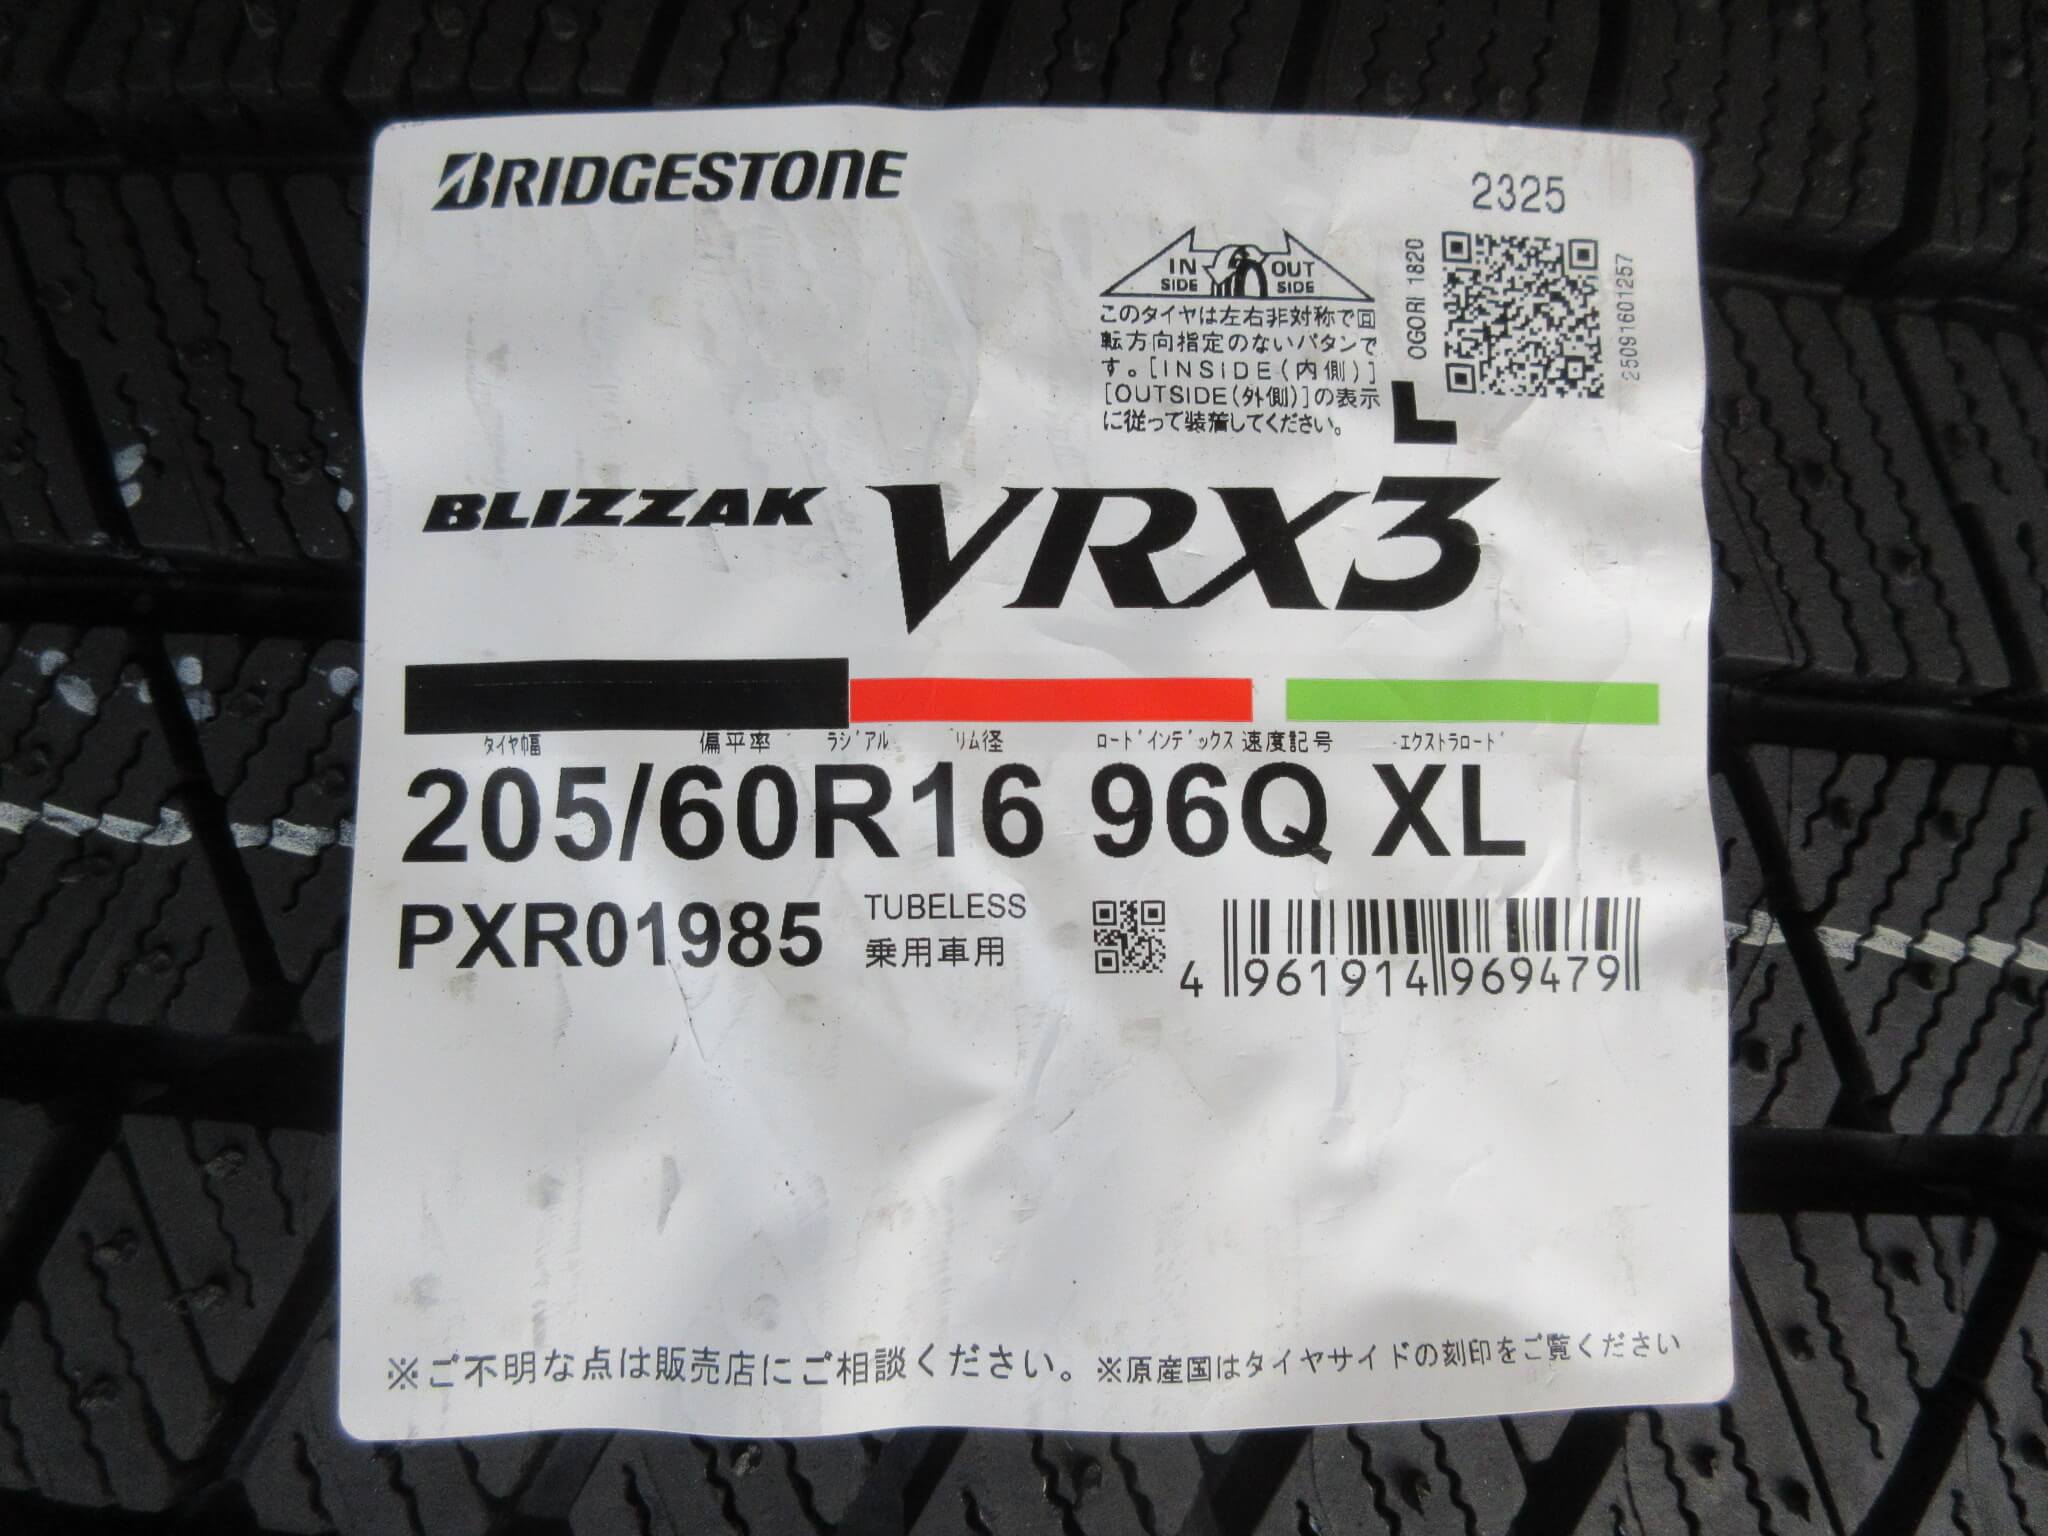 BRIDGESTONE
2325
IN SIDE OUT SIDE
OGORI 1820
250916001257
このタイヤは左右非対称で回
転方向指定のないパタンで
す。[INSIDE(内側)]
[OUTSIDE(外側)]の表示
に従って装着してください。
L
BLIZZAK VRX3
タイヤ幅 偏平率 ラジアル リム径 ロードインデックス 速度記号 エクストラロード
205/60R16 96Q XL
PXR01985
TUBELESS
乗用車用
4 961914 969479
※ご不明な点は販売店にご相談ください。※原産国はタイヤサイドの刻印をご覧ください